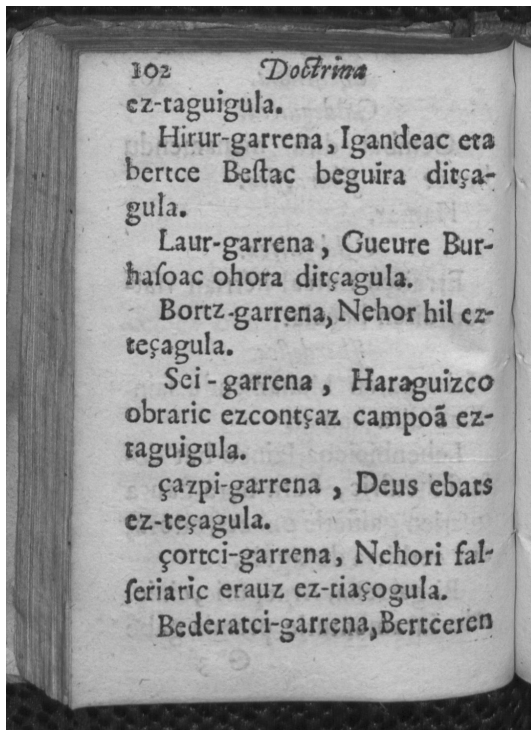 102 Doctrina
ez-taguigula.
Hirur-garrena, Igandeac eta
bertce Beſtac beguira ditça-
gula.
Laur-garrena, Gueure Bur-
haſoac ohora ditçagula.
Bortz-garrena, Nehor hil ez-
teçagula.
Sei-garrena, Haraguizco
obraric ezcontçaz campoã ez-
taguigula.
çazpi-garrena, Deus ebats
ez-teçagula.
çortci-garrena, Nehori fal-
ſeriaric erauz ez-tiaçogula.
Bederatci-garrena, Bertceren